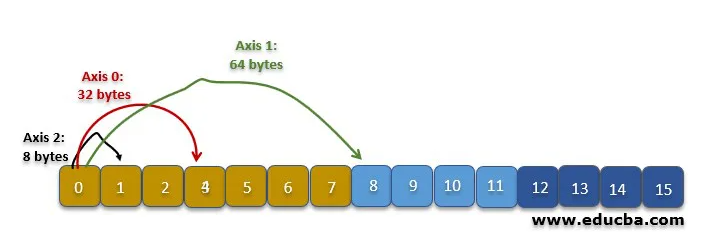 Axis 1:
64 bytes
Axis 0:
32 bytes
Axis 2:
8 bytes
0 1 2 5 6 7 8 9 10 11 12 13 14 15
www.educba.com